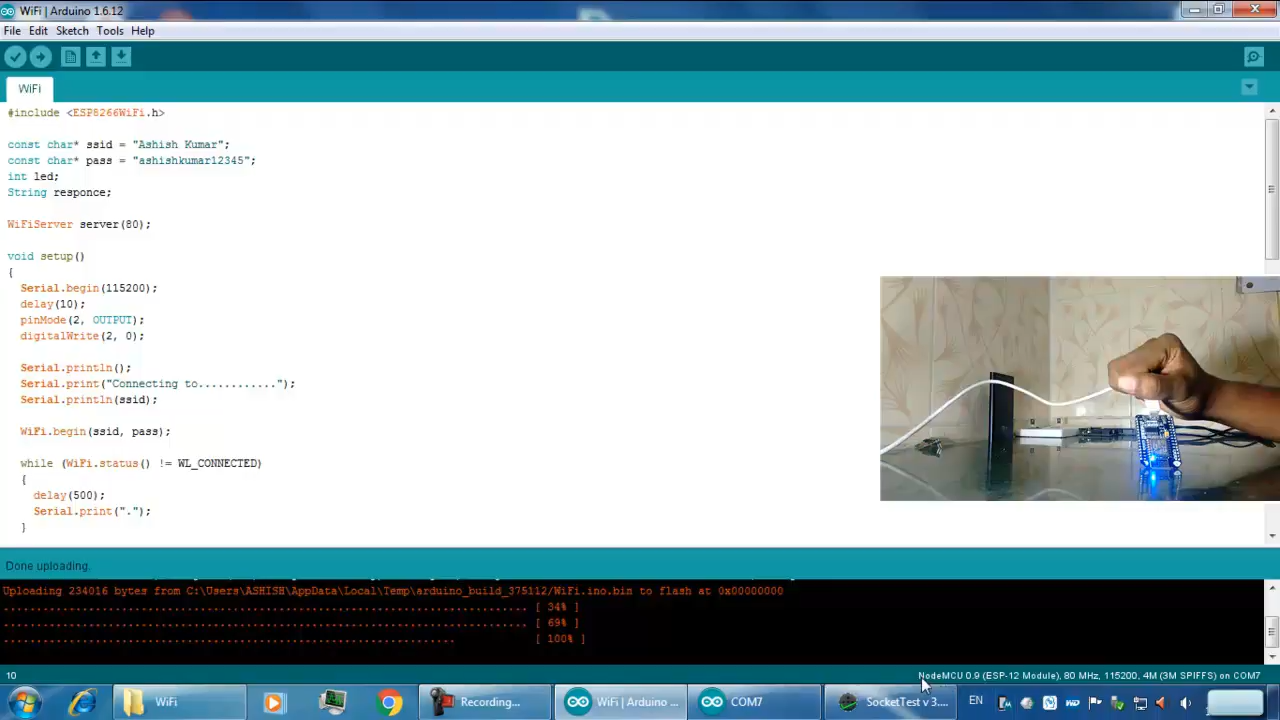 WiFi | Arduino 1.6.12
File Edit Sketch Tools Help
WiFi
#include <ESP8266WiFi.h>
const char* ssid = "Ashish Kumar";
const char* pass = "ashishkumar12345";
int led;
String responce;
WiFiServer server(80);
void setup()
{
Serial.begin(115200);
delay(10);
pinMode(2, OUTPUT);
digitalWrite(2, 0);
Serial.println();
Serial.print("Connecting to............");
Serial.println(ssid);
WiFi.begin(ssid, pass);
while (WiFi.status() != WL_CONNECTED)
{
delay(500);
Serial.print(".");
}
Done uploading.
Uploading 234016 bytes from C:\Users\ASHISH\AppData\Local\Temp\arduino_build_375112/WiFi.ino.bin to flash at 0x00000000
................................................................................ [ 34% ]
................................................................................ [ 69% ]
..................................................................... [ 100% ]
10 NodeMCU 0.9 (ESP-12 Module), 80 MHz, 115200, 4M (3M SPIFFS) on COM7
WiFi Recording... WiFi | Arduino ... COM7 SocketTest v 3.... EN